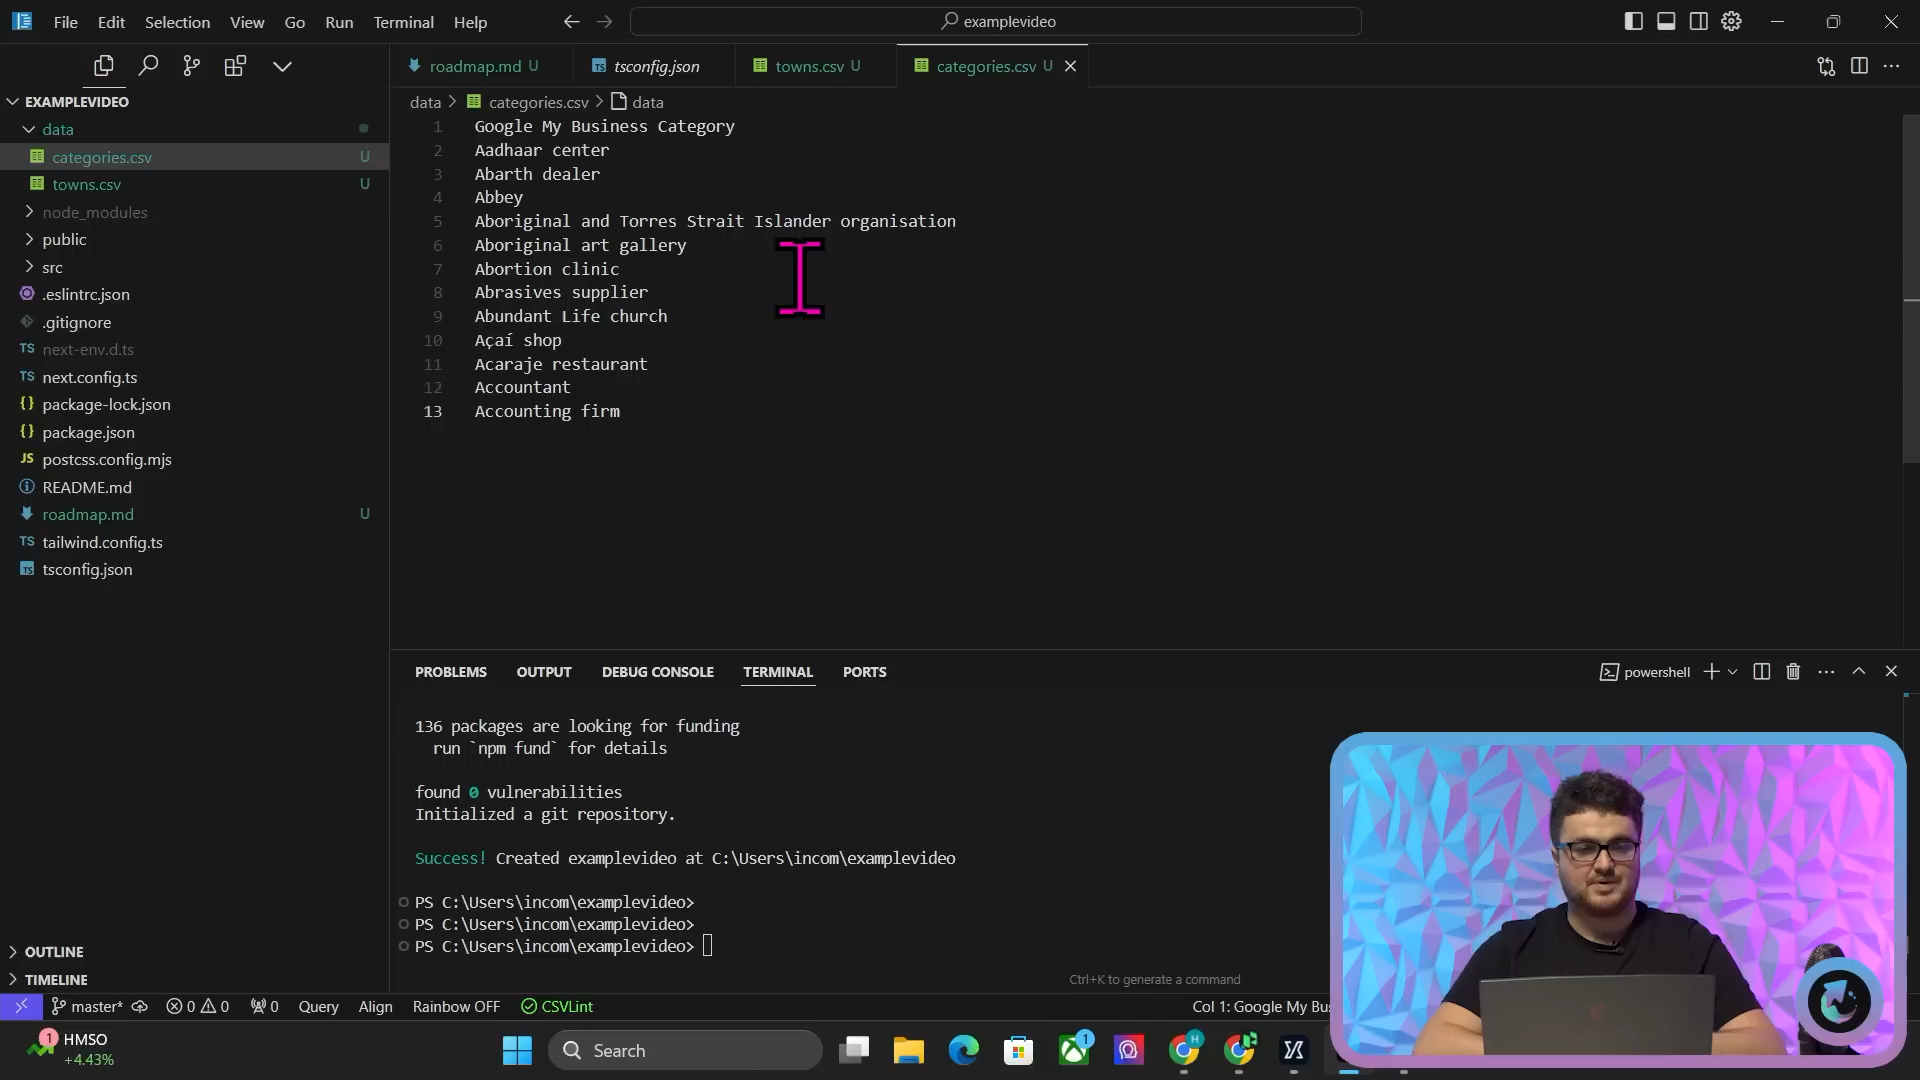 File Edit Selection View Go Run Terminal Help
examplevideo
roadmap.md U
tsconfig.json
towns.csv U
categories.csv U
EXAMPLEVIDEO
data
categories.csv U
towns.csv U
node_modules
public
src
.eslintrc.json
.gitignore
TS next-env.d.ts
TS next.config.ts
{} package-lock.json
{} package.json
JS postcss.config.mjs
README.md
roadmap.md U
TS tailwind.config.ts
TS tsconfig.json
OUTLINE
TIMELINE
data > categories.csv > data
1 Google My Business Category
2 Aadhaar center
3 Abarth dealer
4 Abbey
5 Aboriginal and Torres Strait Islander organisation
6 Aboriginal art gallery
7 Abortion clinic
8 Abrasives supplier
9 Abundant Life church
10 Açaí shop
11 Acaraje restaurant
12 Accountant
13 Accounting firm
PROBLEMS OUTPUT DEBUG CONSOLE TERMINAL PORTS
powershell
136 packages are looking for funding
run `npm fund` for details
found 0 vulnerabilities
Initialized a git repository.
Success! Created examplevideo at C:\Users\incom\examplevideo
PS C:\Users\incom\examplevideo>
PS C:\Users\incom\examplevideo>
PS C:\Users\incom\examplevideo>
Ctrl+K to generate a command
master* 0 0 0 Query Align Rainbow OFF CSVLint
Col 1: Google My Bus
1 HMSO
+4.43%
Search
1
H